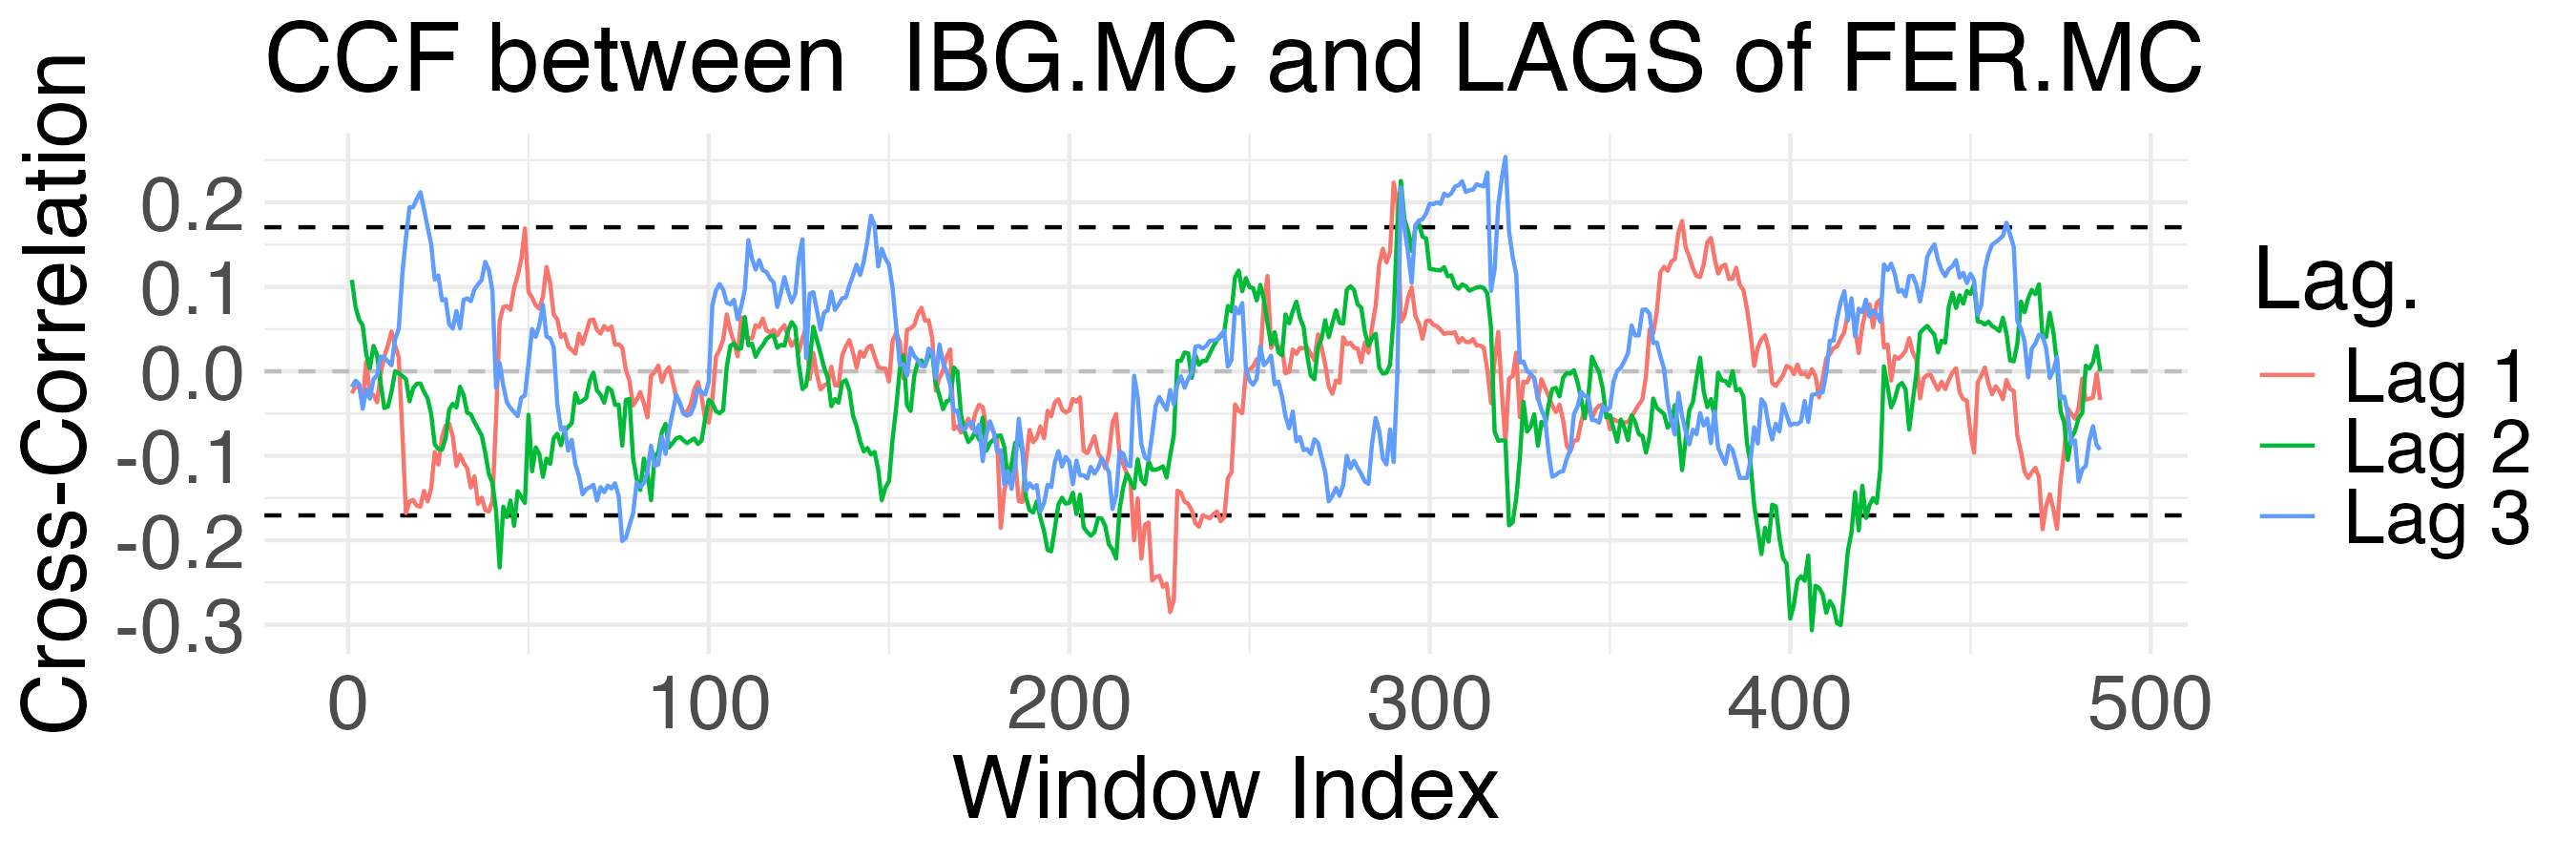 CCF between  IBG.MC and LAGS of FER.MC
Cross-Correlation
0.2
0.1
0.0
-0.1
-0.2
-0.3
0 100 200 300 400 500
Window Index
Lag.
Lag 1
Lag 2
Lag 3